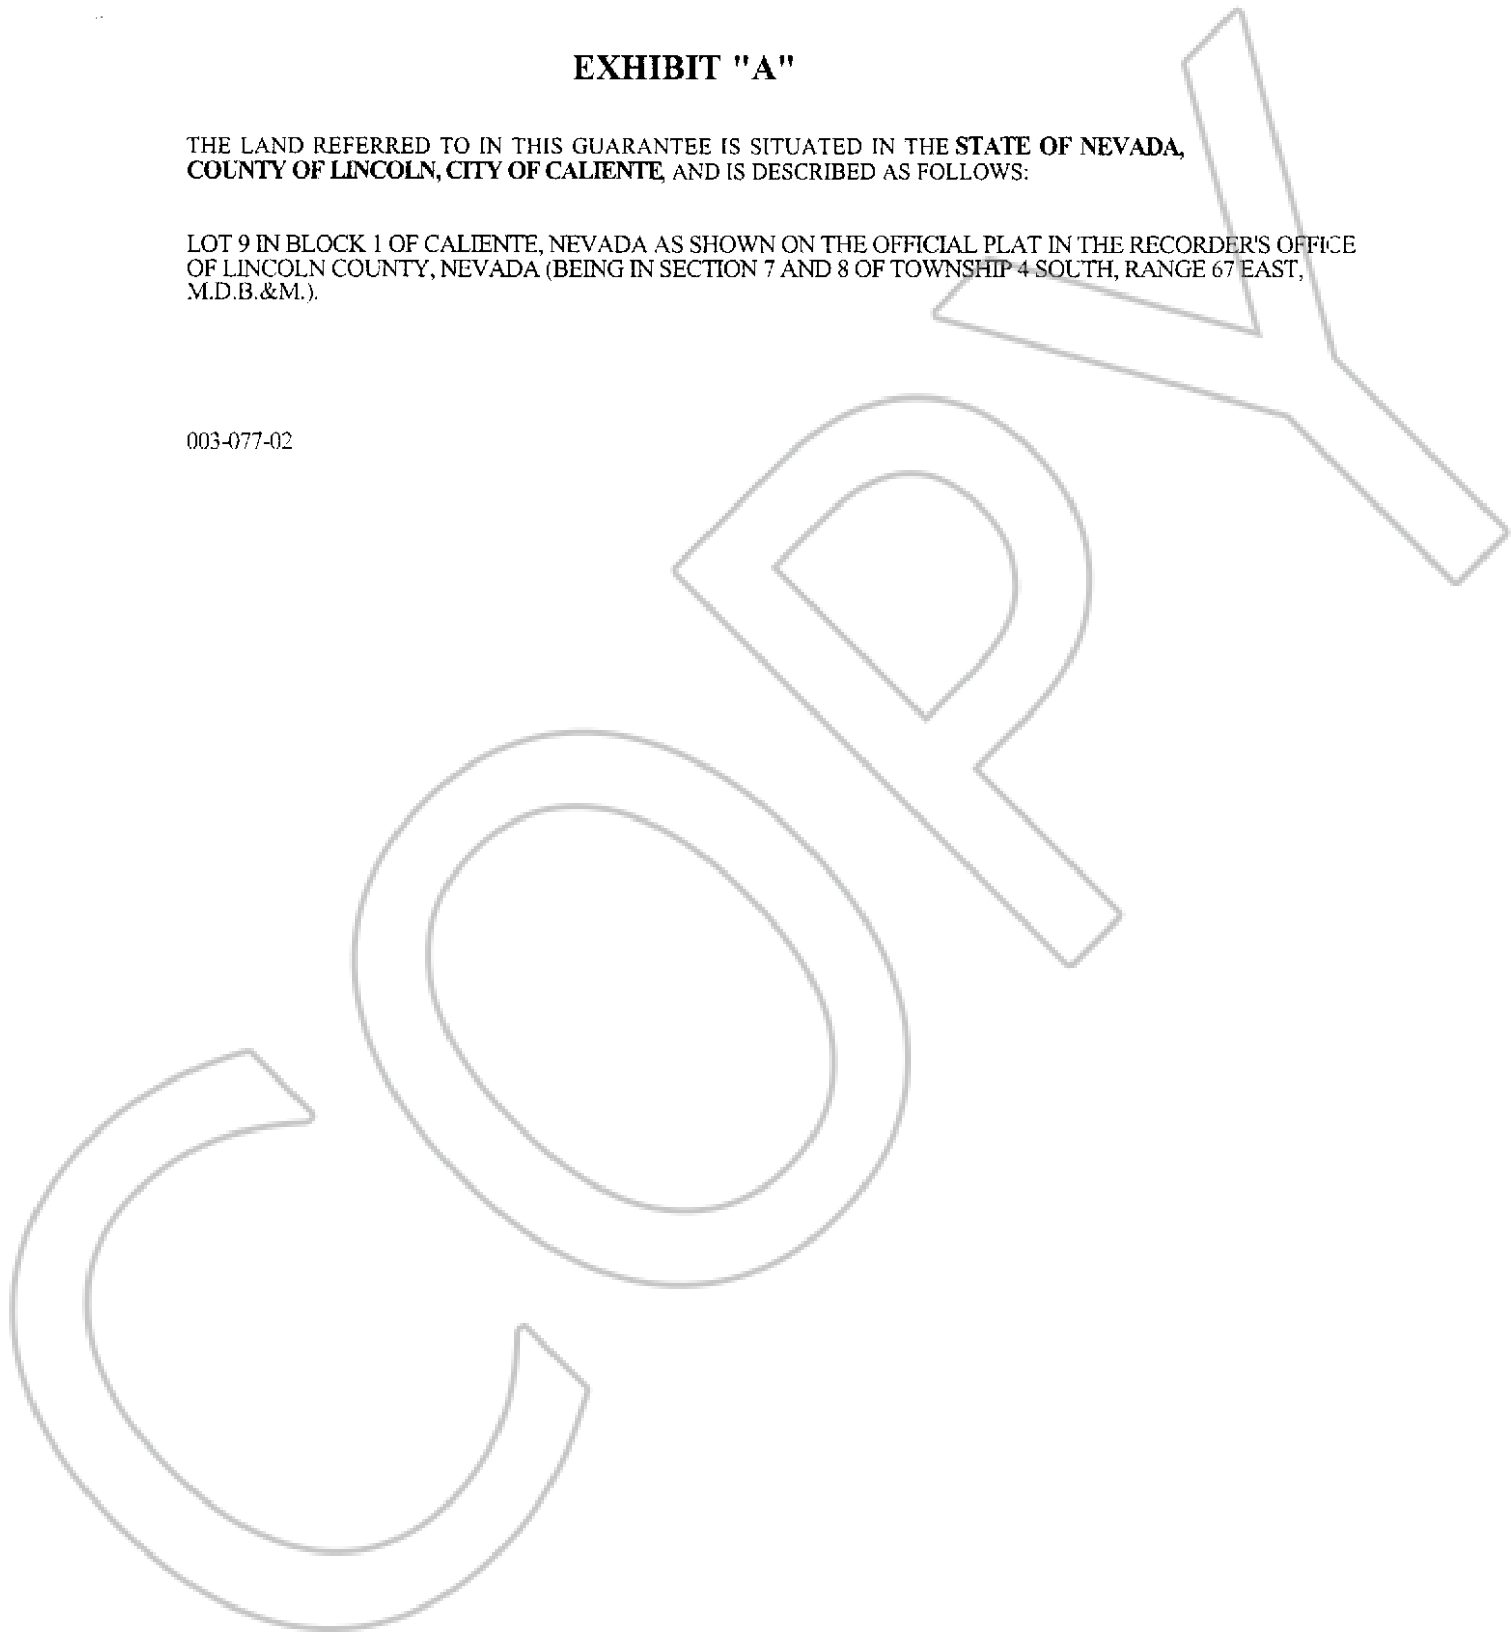 EXHIBIT "A"
THE LAND REFERRED TO IN THIS GUARANTEE IS SITUATED IN THE STATE OF NEVADA,
COUNTY OF LINCOLN, CITY OF CALIENTE, AND IS DESCRIBED AS FOLLOWS:
LOT 9 IN BLOCK 1 OF CALIENTE, NEVADA AS SHOWN ON THE OFFICIAL PLAT IN THE RECORDER'S OFFICE
OF LINCOLN COUNTY, NEVADA (BEING IN SECTION 7 AND 8 OF TOWNSHIP 4 SOUTH, RANGE 67 EAST,
M.D.B.&M.).
003-077-02
COPY